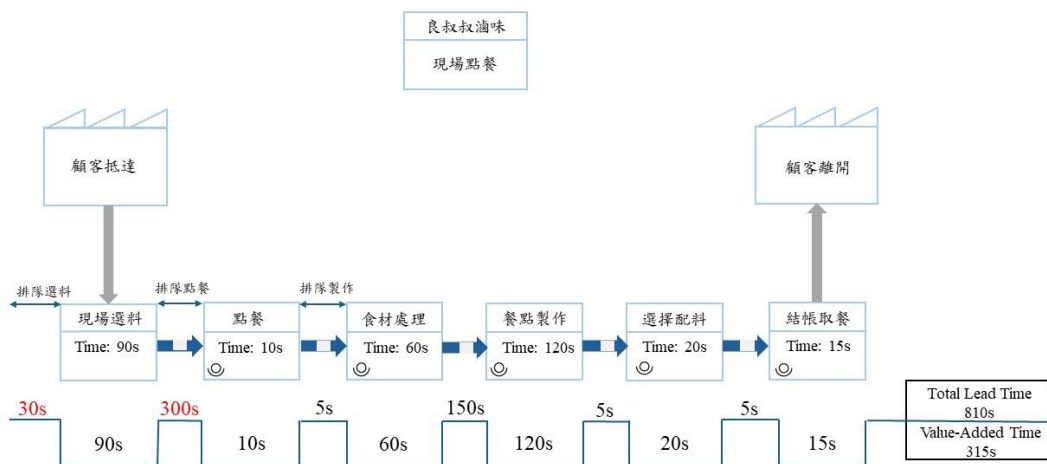 良叔叔滷味
現場點餐
顧客抵達
顧客離開
排隊選料
排隊點餐
排隊製作
現場選料
Time: 90s
點餐
Time: 10s
食材處理
Time: 60s
餐點製作
Time: 120s
選擇配料
Time: 20s
結帳取餐
Time: 15s
30s
300s
5s
150s
5s
5s
90s
10s
60s
120s
20s
15s
Total Lead Time
810s
Value-Added Time
315s